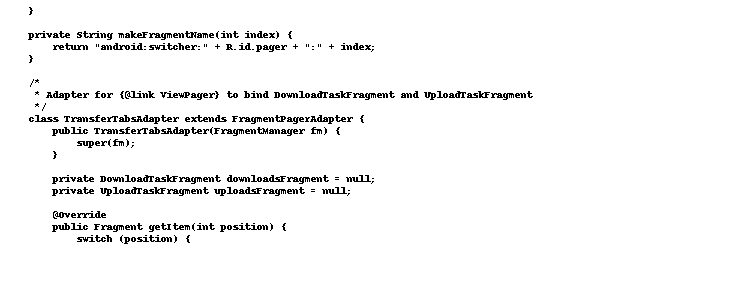 }
private String makeFragmentName(int index) {
return "android:switcher:" + R.id.pager + ":" + index;
}
/*
* Adapter for {@link ViewPager} to bind DownloadTaskFragment and UploadTaskFragment
*/
class TransferTabsAdapter extends FragmentPagerAdapter {
public TransferTabsAdapter(FragmentManager fm) {
super(fm);
}
private DownloadTaskFragment downloadsFragment = null;
private UploadTaskFragment uploadsFragment = null;
@Override
public Fragment getItem(int position) {
switch (position) {